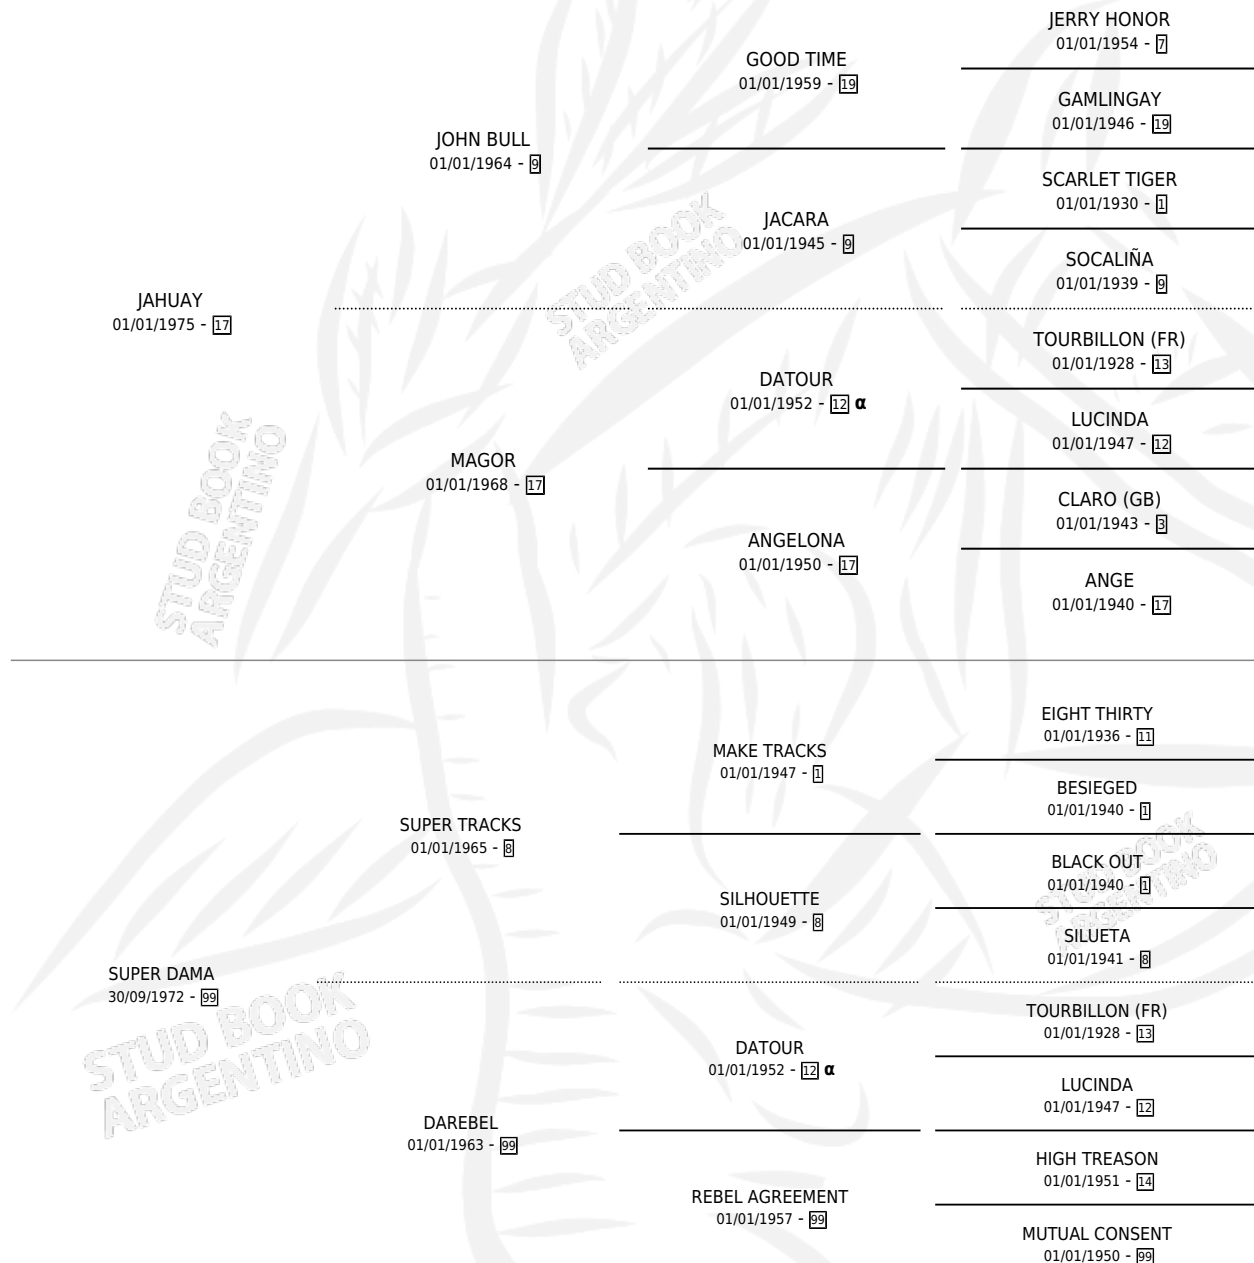 JERRY HONOR
01/01/1954 - 7
GOOD TIME
01/01/1959 - 19
GAMLINGAY
01/01/1946 - 19
JOHN BULL
01/01/1964 - 9
SCARLET TIGER
01/01/1930 - 1
JACARA
01/01/1945 - 9
SOCALIÑA
01/01/1939 - 9
STUD BOOK
ARGENTINO
JAHUAY
01/01/1975 - 17
TOURBILLON (FR)
01/01/1928 - 13
DATOUR
01/01/1952 - 12 α
LUCINDA
01/01/1947 - 12
MAGOR
01/01/1968 - 17
CLARO (GB)
01/01/1943 - 3
ANGELONA
01/01/1950 - 17
ANGE
01/01/1940 - 17
STUD BOOK
ARGENTINO
EIGHT THIRTY
01/01/1936 - 11
MAKE TRACKS
01/01/1947 - 1
BESIEGED
01/01/1940 - 1
SUPER TRACKS
01/01/1965 - 8
BLACK OUT
01/01/1940 - 1
SILHOUETTE
01/01/1949 - 8
SILUETA
01/01/1941 - 8
STUD BOOK
ARGENTINO
SUPER DAMA
30/09/1972 - 99
TOURBILLON (FR)
01/01/1928 - 13
DATOUR
01/01/1952 - 12 α
LUCINDA
01/01/1947 - 12
STUD BOOK
ARGENTINO
DAREBEL
01/01/1963 - 99
HIGH TREASON
01/01/1951 - 14
REBEL AGREEMENT
01/01/1957 - 99
MUTUAL CONSENT
01/01/1950 - 99